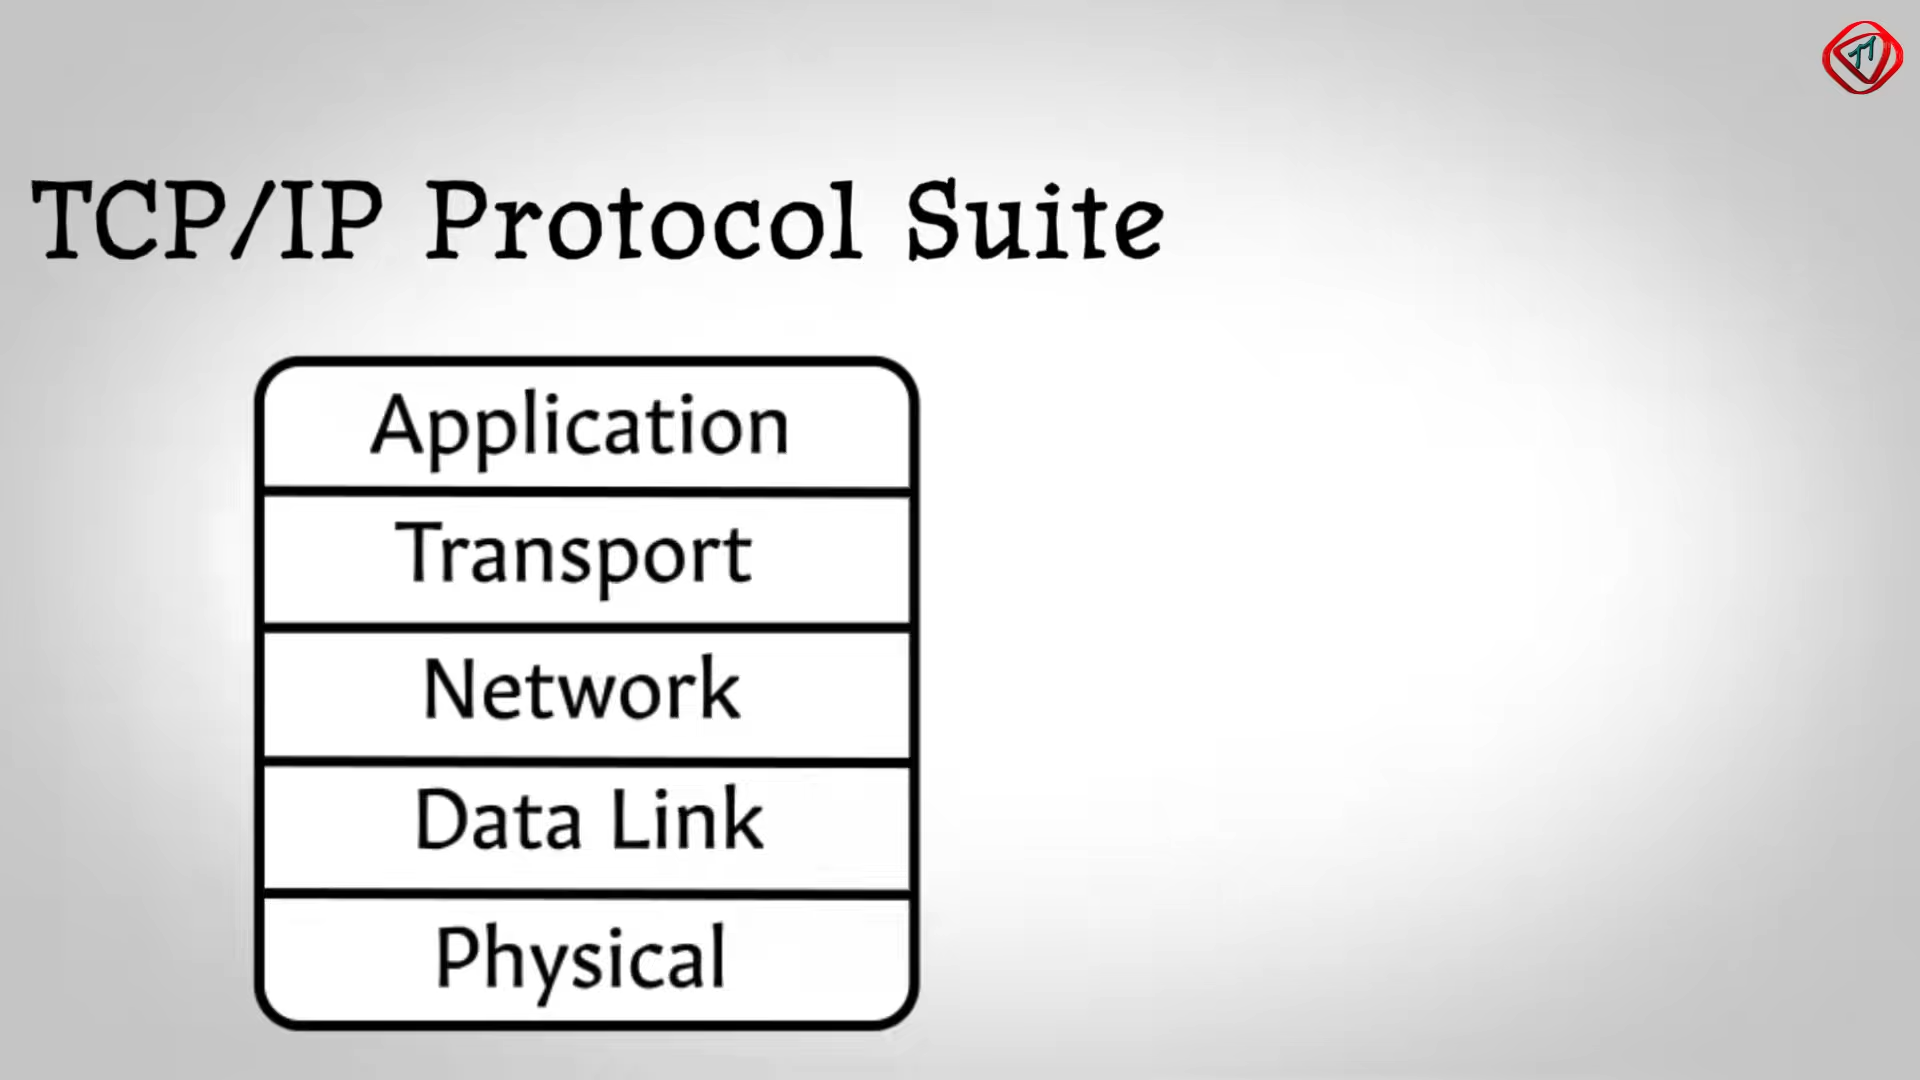 TCP/IP Protocol Suite
Application
Transport
Network
Data Link
Physical